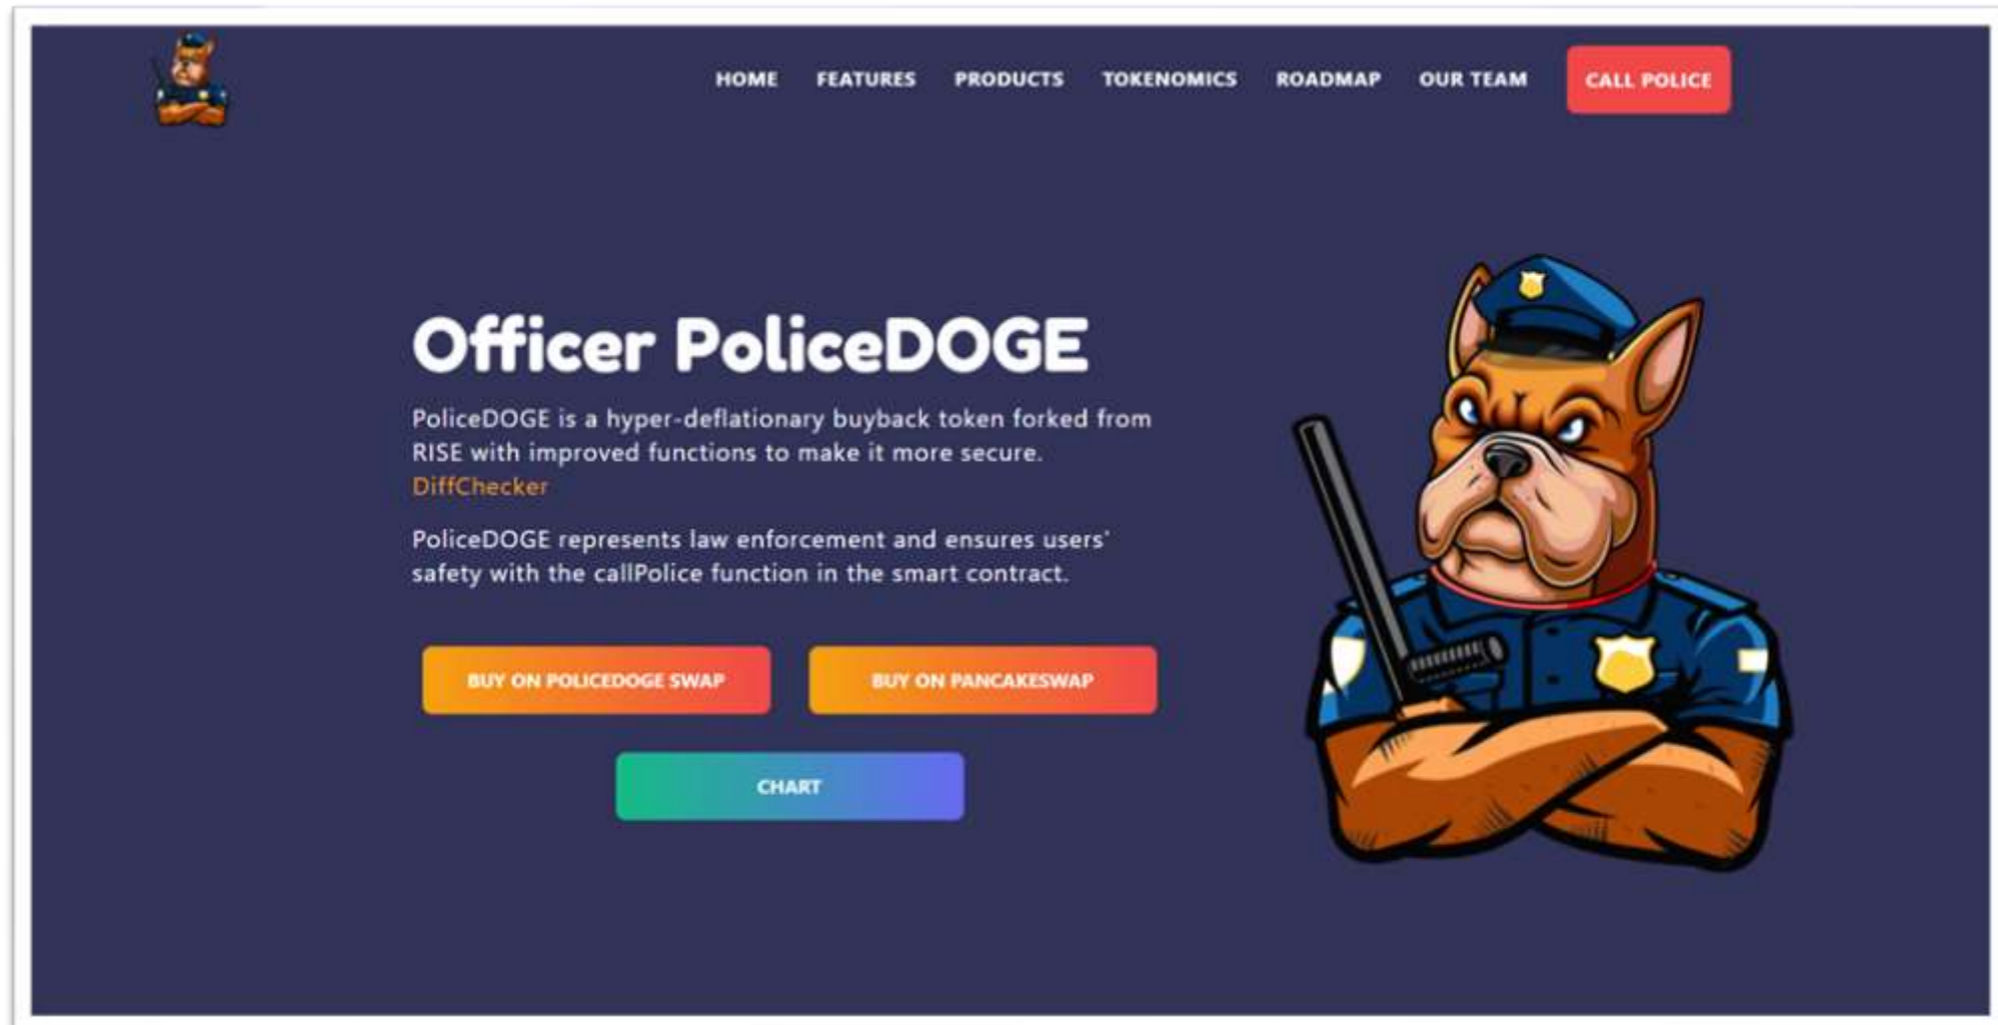 HOME FEATURES PRODUCTS TOKENOMICS ROADMAP OUR TEAM CALL POLICE
Officer PoliceDOGE
PoliceDOGE is a hyper-deflationary buyback token forked from
RISE with improved functions to make it more secure.
DiffChecker
PoliceDOGE represents law enforcement and ensures users'
safety with the callPolice function in the smart contract.
BUY ON POLICEDOGE SWAP BUY ON PANCAKESWAP
CHART